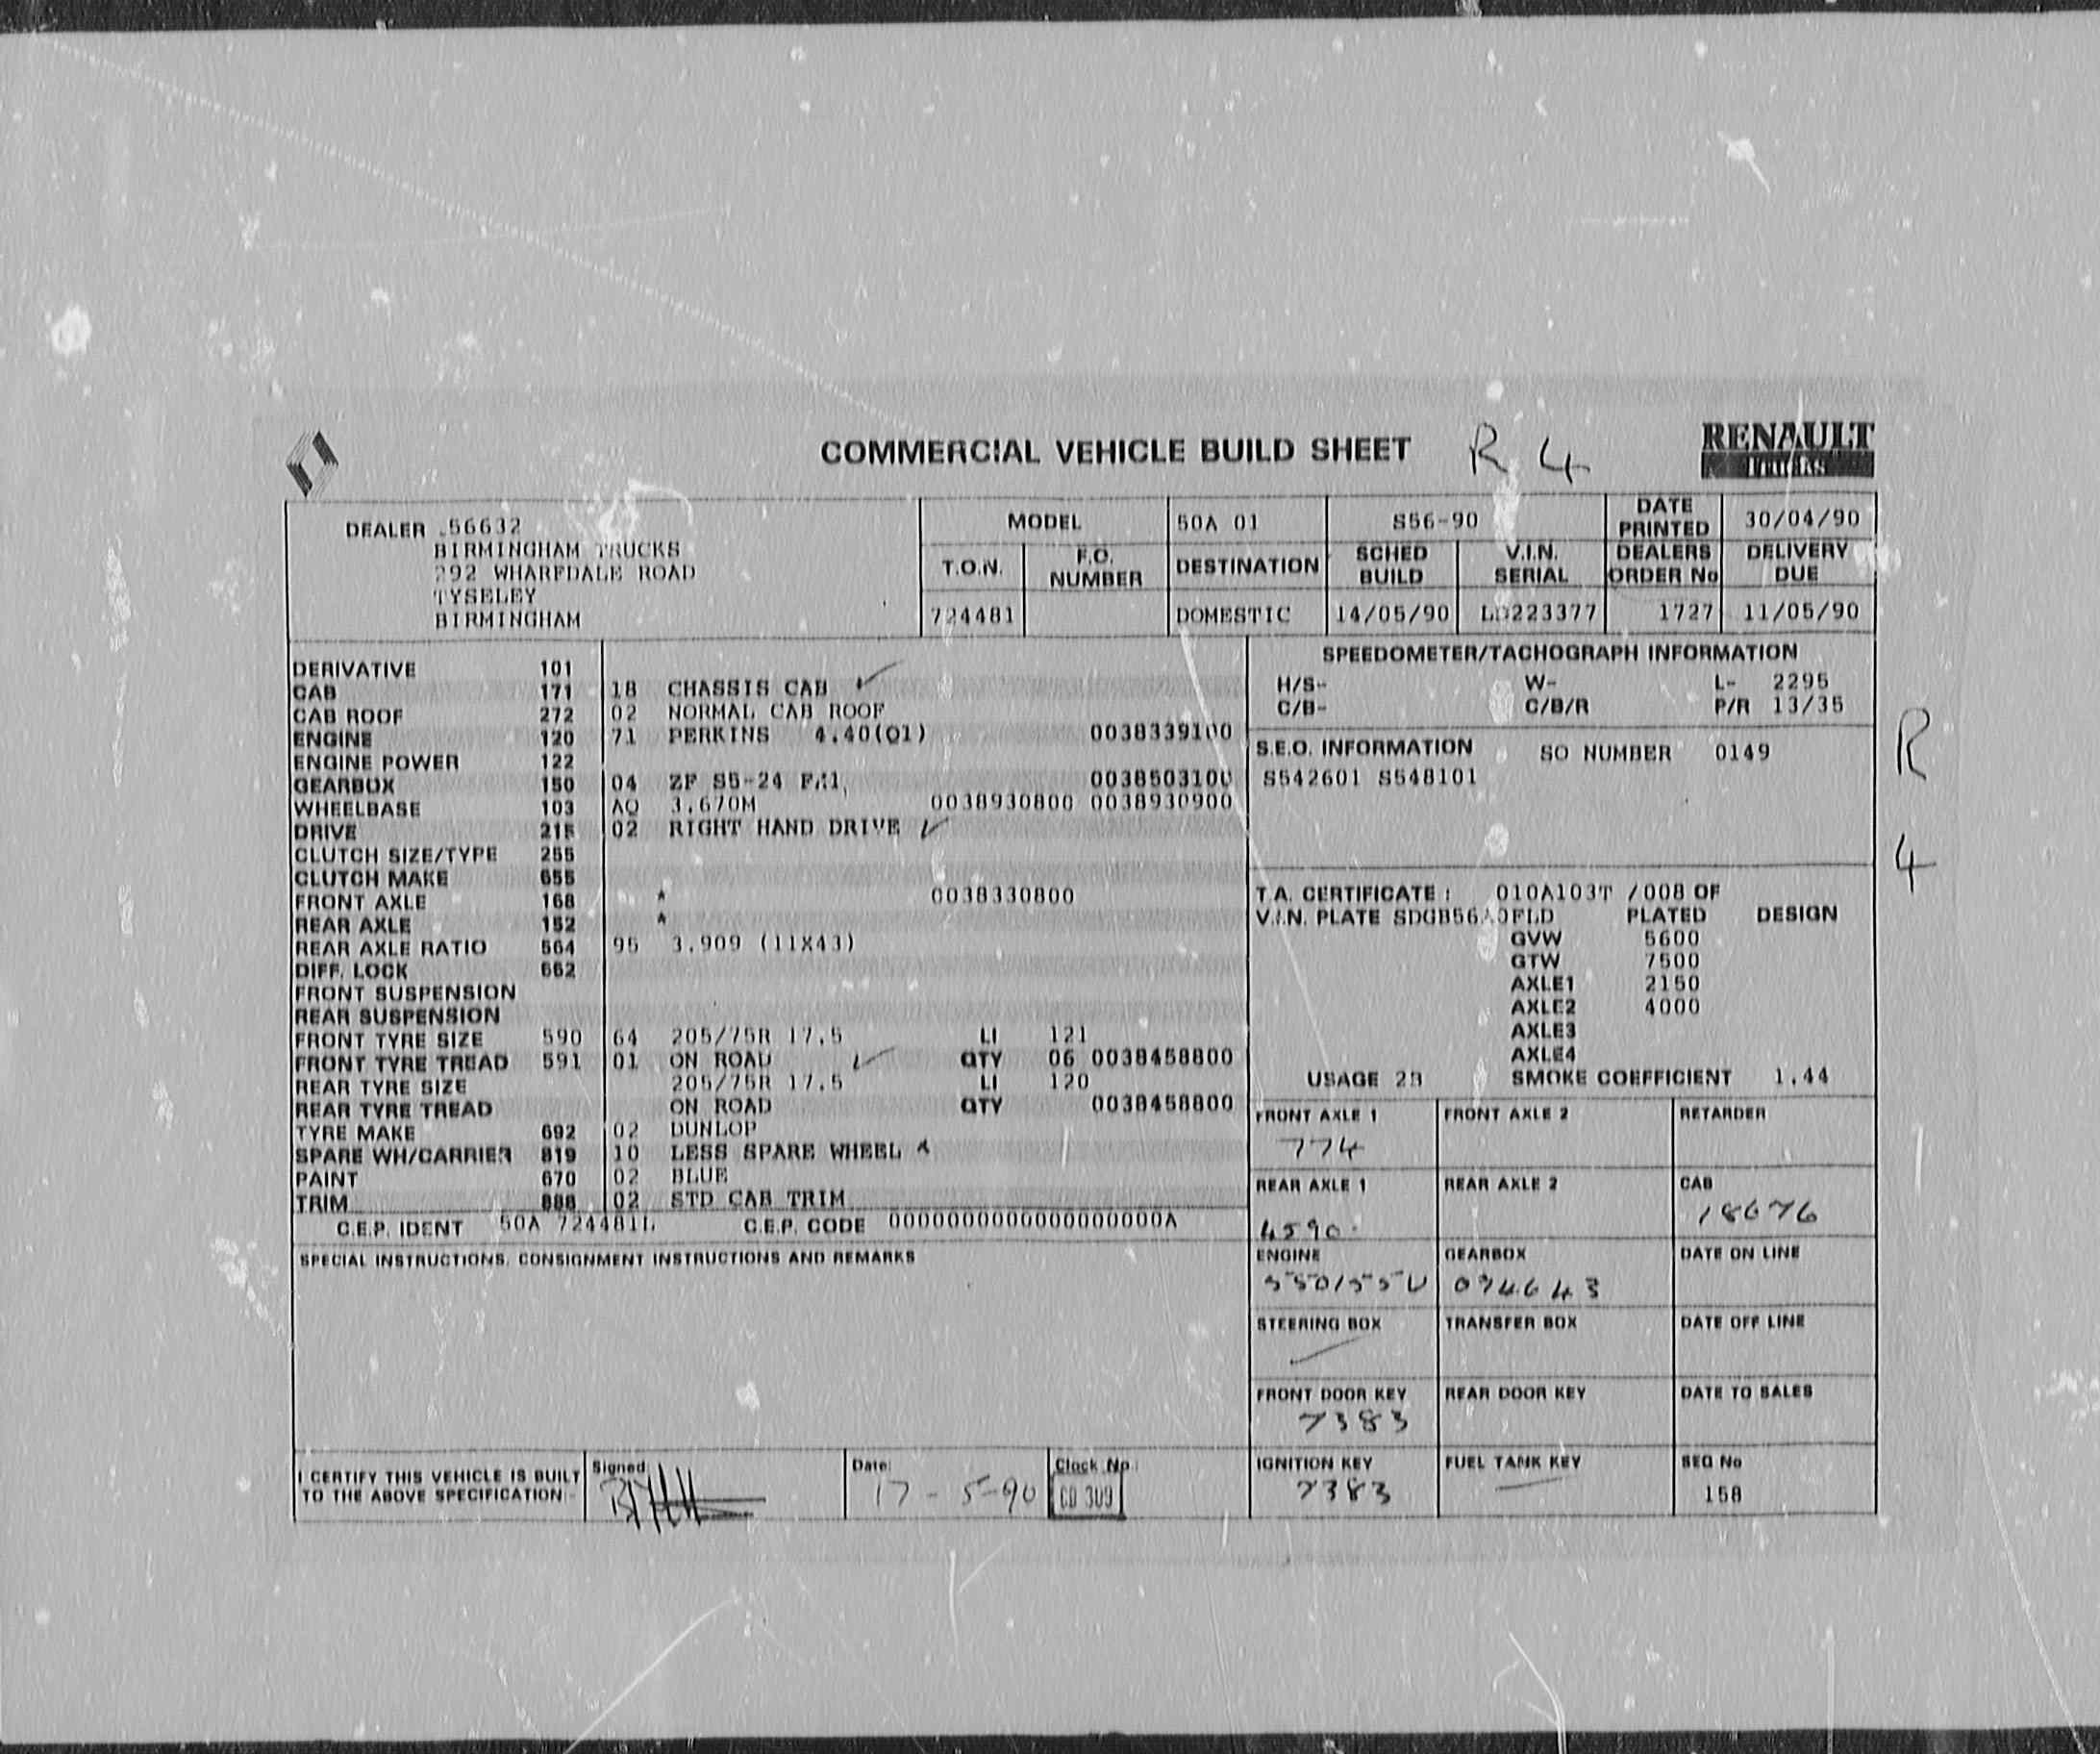 COMMERCIAL VEHICLE BUILD SHEET R 4
RENAULT
Trucks
DEALER 56632
BIRMINGHAM TRUCKS
292 WHARFDALE ROAD
TYSELEY
BIRMINGHAM
MODEL 50A 01 S56-90 DATE PRINTED 30/04/90
T.O.N. F.O. NUMBER DESTINATION SCHED BUILD V.I.N. SERIAL DEALERS ORDER No DELIVERY DUE
724481 DOMESTIC 14/05/90 223377 1727 11/05/90
DERIVATIVE 101
CAB 171 18 CHASSIS CAB
CAB ROOF 272 02 NORMAL CAB ROOF
ENGINE 120 71 PERKINS 4.40(Q1) 0038339100
ENGINE POWER 122
GEARBOX 150 04 ZF S5-24 0038503100
WHEELBASE 103 AQ 3.670M 0038930800 0038930900
DRIVE 215 02 RIGHT HAND DRIVE
CLUTCH SIZE/TYPE 255
CLUTCH MAKE 655
FRONT AXLE 168 * 0038330800
REAR AXLE 152 *
REAR AXLE RATIO 564 95 3.909 (11X43)
DIFF. LOCK 662
FRONT SUSPENSION
REAR SUSPENSION
FRONT TYRE SIZE 590 64 205/75R 17.5 LI 121
FRONT TYRE TREAD 591 01 ON ROAD QTY 06 0038458800
REAR TYRE SIZE 205/75R 17.5 LI 120
REAR TYRE TREAD ON ROAD QTY 0038458800
TYRE MAKE 692 02 DUNLOP
SPARE WH/CARRIER 819 10 LESS SPARE WHEEL
PAINT 670 02 BLUE
TRIM 888 02 STD CAB TRIM
C.E.P. IDENT 50A 724481L C.E.P. CODE 0000000000000000000A
SPECIAL INSTRUCTIONS, CONSIGNMENT INSTRUCTIONS AND REMARKS
I CERTIFY THIS VEHICLE IS BUILT
TO THE ABOVE SPECIFICATION:-
Signed:
Date: 17-5-90
Clock No.: CD 309
SPEEDOMETER/TACHOGRAPH INFORMATION
H/S- W- L- 2295
C/B- C/B/R P/R 13/35
S.E.O. INFORMATION SO NUMBER 0149
S542601 S548101
T.A. CERTIFICATE : 010A103T /008 OF
V.I.N. PLATE PLATED DESIGN
GVW 5600
GTW 7500
AXLE1 2150
AXLE2 4000
AXLE3
AXLE4
USAGE 2B SMOKE COEFFICIENT 1.44
FRONT AXLE 1 FRONT AXLE 2 RETARDER
774
REAR AXLE 1 REAR AXLE 2 CAB
4590 18676
ENGINE GEARBOX DATE ON LINE
550155U 094643
STEERING BOX TRANSFER BOX DATE OFF LINE
FRONT DOOR KEY REAR DOOR KEY DATE TO SALES
7383
IGNITION KEY FUEL TANK KEY SEQ No
7383 158
R
4